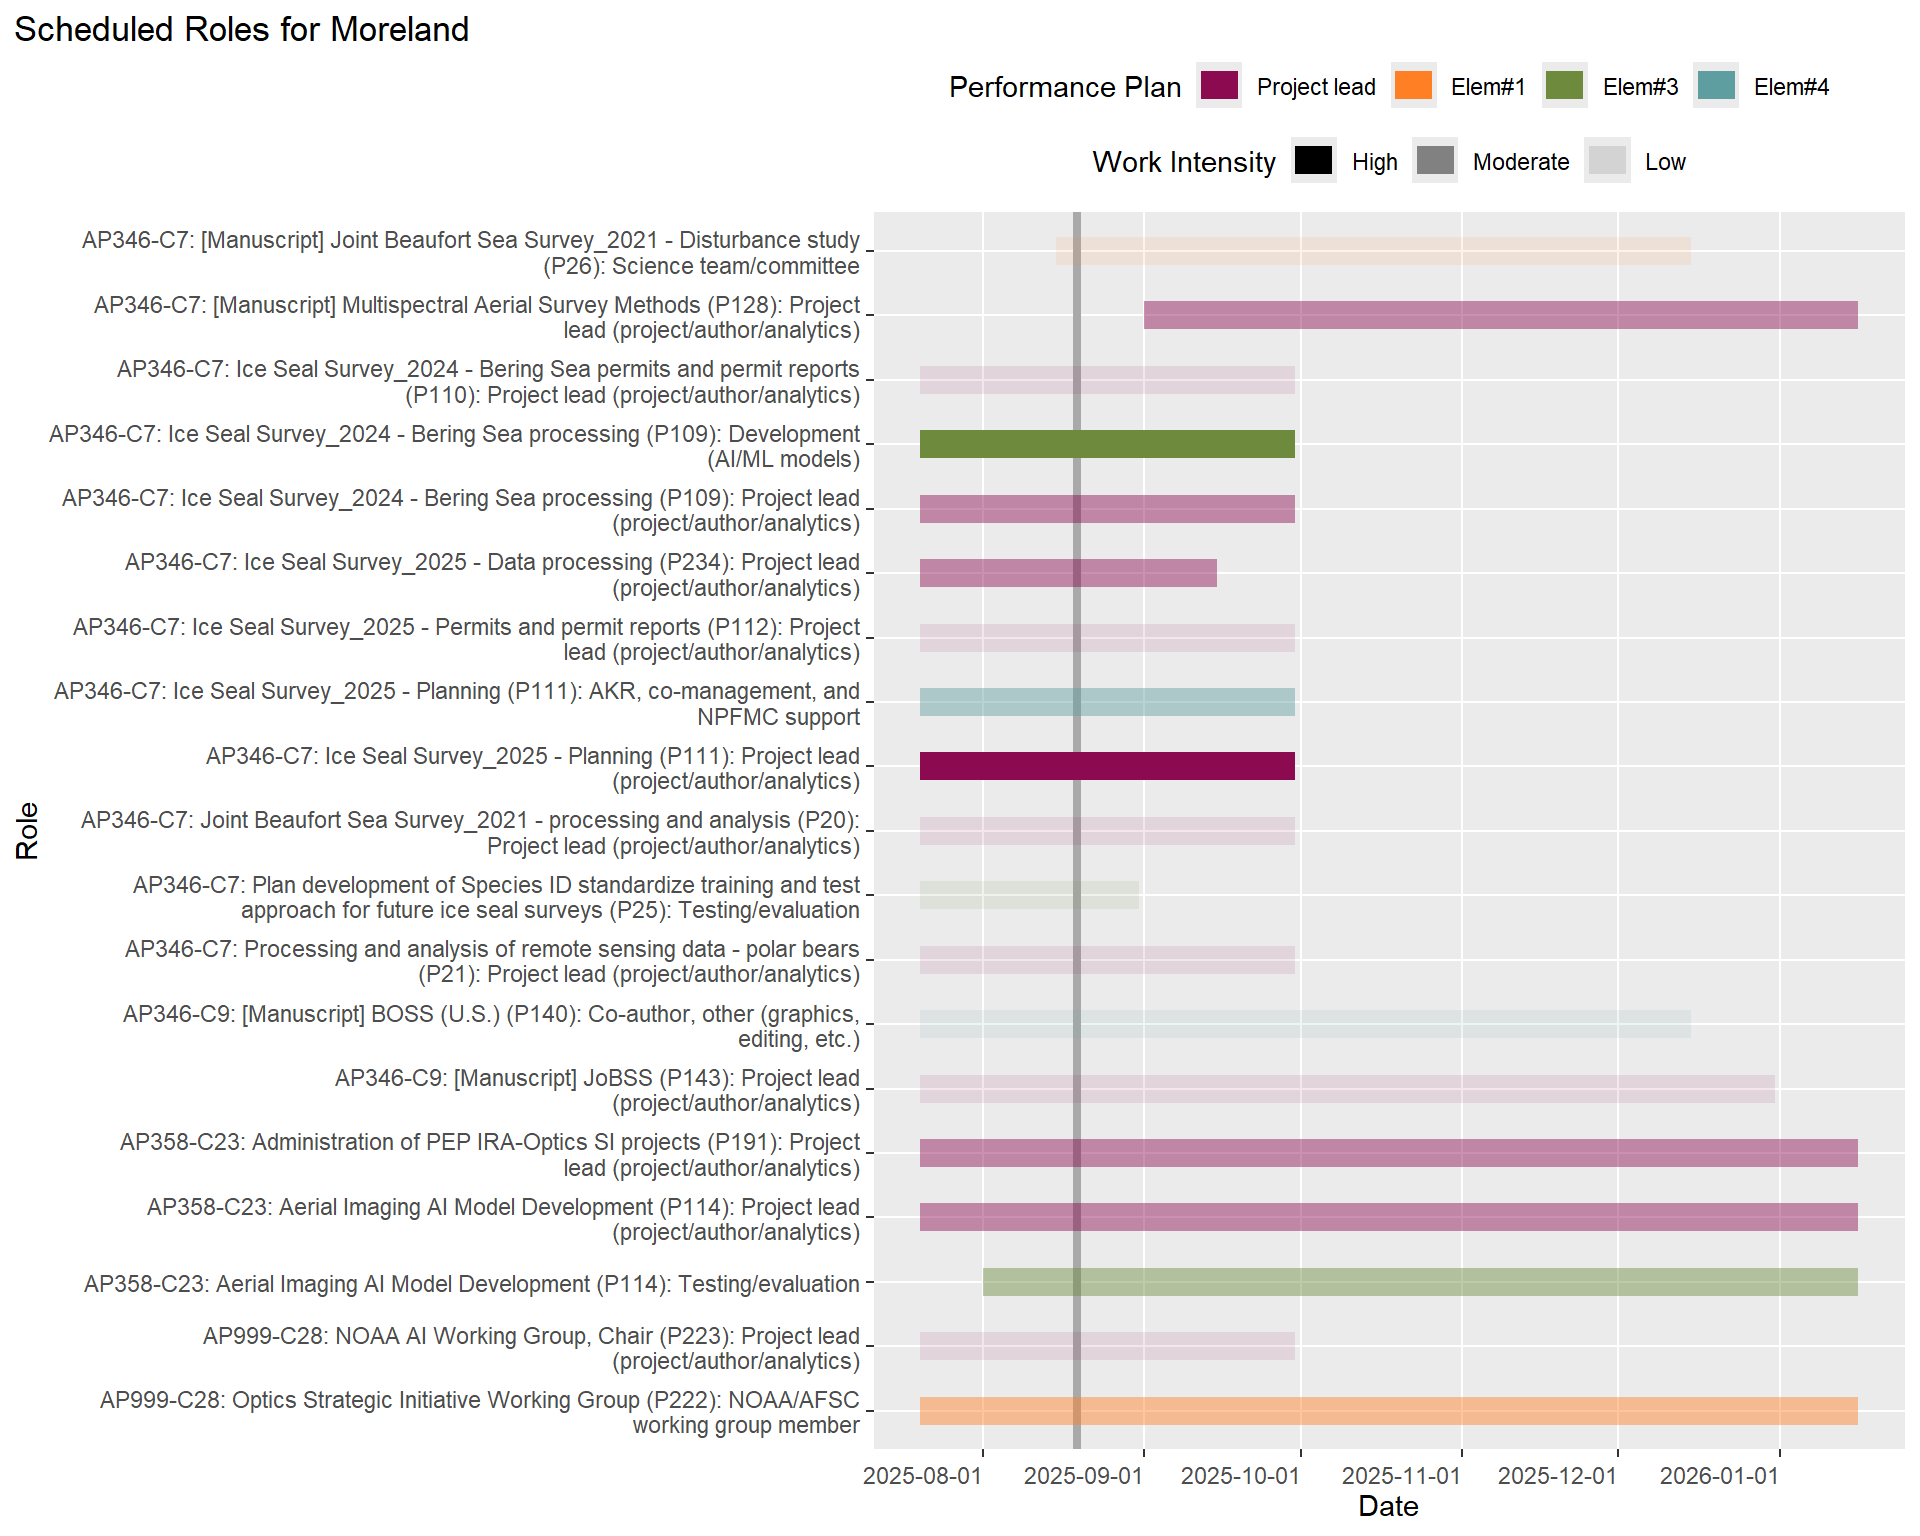 Scheduled Roles for Moreland
Performance Plan Project lead Elem#1 Elem#3 Elem#4
Work Intensity High Moderate Low
AP346-C7: [Manuscript] Joint Beaufort Sea Survey_2021 - Disturbance study
(P26): Science team/committee
AP346-C7: [Manuscript] Multispectral Aerial Survey Methods (P128): Project
lead (project/author/analytics)
AP346-C7: Ice Seal Survey_2024 - Bering Sea permits and permit reports
(P110): Project lead (project/author/analytics)
AP346-C7: Ice Seal Survey_2024 - Bering Sea processing (P109): Development
(AI/ML models)
AP346-C7: Ice Seal Survey_2024 - Bering Sea processing (P109): Project lead
(project/author/analytics)
AP346-C7: Ice Seal Survey_2025 - Data processing (P234): Project lead
(project/author/analytics)
AP346-C7: Ice Seal Survey_2025 - Permits and permit reports (P112): Project
lead (project/author/analytics)
AP346-C7: Ice Seal Survey_2025 - Planning (P111): AKR, co-management, and
NPFMC support
AP346-C7: Ice Seal Survey_2025 - Planning (P111): Project lead
(project/author/analytics)
AP346-C7: Joint Beaufort Sea Survey_2021 - processing and analysis (P20):
Project lead (project/author/analytics)
AP346-C7: Plan development of Species ID standardize training and test
approach for future ice seal surveys (P25): Testing/evaluation
AP346-C7: Processing and analysis of remote sensing data - polar bears
(P21): Project lead (project/author/analytics)
AP346-C9: [Manuscript] BOSS (U.S.) (P140): Co-author, other (graphics,
editing, etc.)
AP346-C9: [Manuscript] JoBSS (P143): Project lead
(project/author/analytics)
AP358-C23: Administration of PEP IRA-Optics SI projects (P191): Project
lead (project/author/analytics)
AP358-C23: Aerial Imaging AI Model Development (P114): Project lead
(project/author/analytics)
AP358-C23: Aerial Imaging AI Model Development (P114): Testing/evaluation
AP999-C28: NOAA AI Working Group, Chair (P223): Project lead
(project/author/analytics)
AP999-C28: Optics Strategic Initiative Working Group (P222): NOAA/AFSC
working group member
Role
2025-08-01 2025-09-01 2025-10-01 2025-11-01 2025-12-01 2026-01-01
Date